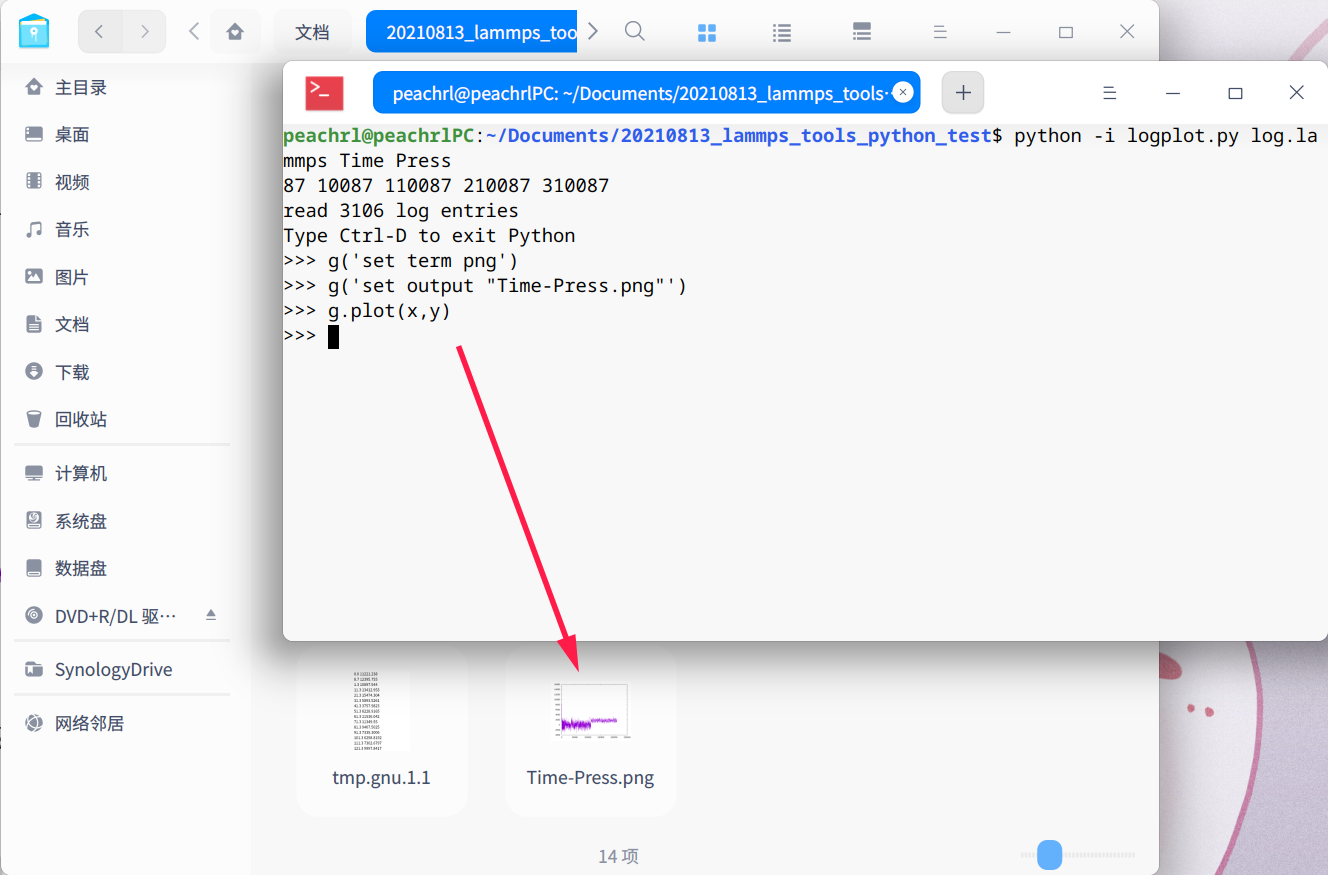 文档
20210813_lammps_too
主目录
桌面
视频
音乐
图片
文档
下载
回收站
计算机
系统盘
数据盘
DVD+R/DL 驱…
SynologyDrive
网络邻居
peachrl@peachrlPC: ~/Documents/20210813_lammps_tools…
peachrl@peachrlPC:~/Documents/20210813_lammps_tools_python_test$ python -i logplot.py log.la
mmps Time Press
87 10087 110087 210087 310087
read 3106 log entries
Type Ctrl-D to exit Python
>>> g('set term png')
>>> g('set output "Time-Press.png"')
>>> g.plot(x,y)
>>>
tmp.gnu.1.1
Time-Press.png
14 项